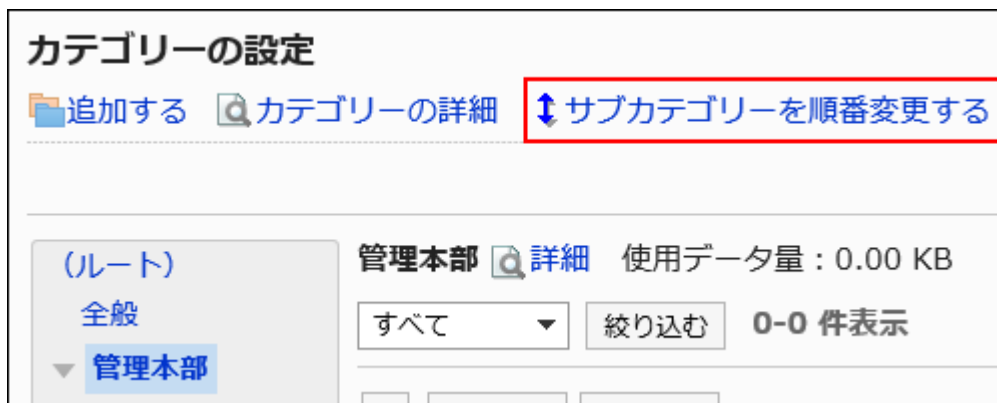 カテゴリーの設定
追加する カテゴリーの詳細 サブカテゴリーを順番変更する
(ルート)
全般
管理本部
管理本部 詳細 使用データ量 : 0.00 KB
すべて 絞り込む 0-0 件表示